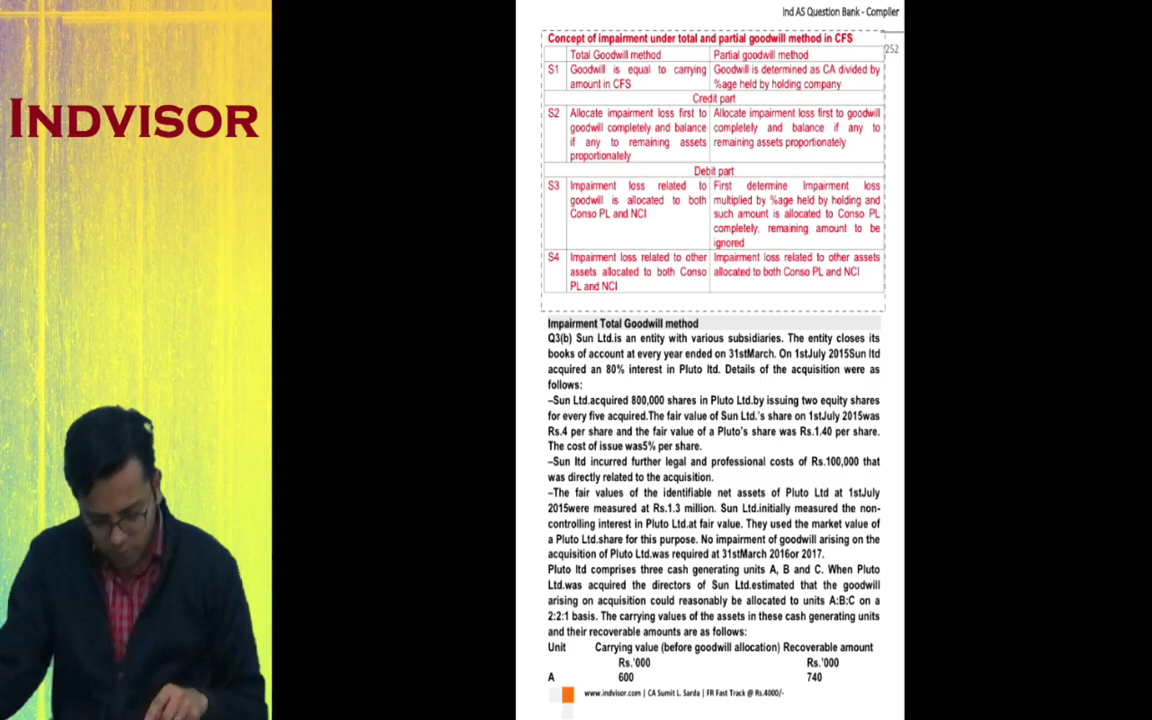 Ind AS Question Bank - Compiler
INDVISOR
252
Concept of impairment under total and partial goodwill method in CFS
Total Goodwill method Partial goodwill method
S1 Goodwill is equal to carrying amount in CFS Goodwill is determined as CA divided by %age held by holding company
Credit part
S2 Allocate impairment loss first to goodwill completely and balance if any to remaining assets proportionately Allocate impairment loss first to goodwill completely and balance if any to remaining assets proportionately
Debit part
S3 Impairment loss related to goodwill is allocated to both Conso PL and NCI First determine Impairment loss multiplied by %age held by holding and such amount is allocated to Conso PL completely, remaining amount to be ignored
S4 Impairment loss related to other assets allocated to both Conso PL and NCI Impairment loss related to other assets allocated to both Conso PL and NCI
Impairment Total Goodwill method
Q3(b) Sun Ltd.is an entity with various subsidiaries. The entity closes its
books of account at every year ended on 31stMarch. On 1stJuly 2015Sun ltd
acquired an 80% interest in Pluto ltd. Details of the acquisition were as
follows:
–Sun Ltd.acquired 800,000 shares in Pluto Ltd.by issuing two equity shares
for every five acquired.The fair value of Sun Ltd.'s share on 1stJuly 2015was
Rs.4 per share and the fair value of a Pluto's share was Rs.1.40 per share.
The cost of issue was5% per share.
–Sun ltd incurred further legal and professional costs of Rs.100,000 that
was directly related to the acquisition.
–The fair values of the identifiable net assets of Pluto Ltd at 1stJuly
2015were measured at Rs.1.3 million. Sun Ltd.initially measured the non-
controlling interest in Pluto Ltd.at fair value. They used the market value of
a Pluto Ltd.share for this purpose. No impairment of goodwill arising on the
acquisition of Pluto Ltd.was required at 31stMarch 2016or 2017.
Pluto ltd comprises three cash generating units A, B and C. When Pluto
Ltd.was acquired the directors of Sun Ltd.estimated that the goodwill
arising on acquisition could reasonably be allocated to units A:B:C on a
2:2:1 basis. The carrying values of the assets in these cash generating units
and their recoverable amounts are as follows:
Unit Carrying value (before goodwill allocation) Recoverable amount
Rs.'000 Rs.'000
A 600 740
www.indvisor.com | CA Sumit L. Sarda | FR Fast Track @ Rs.4000/-